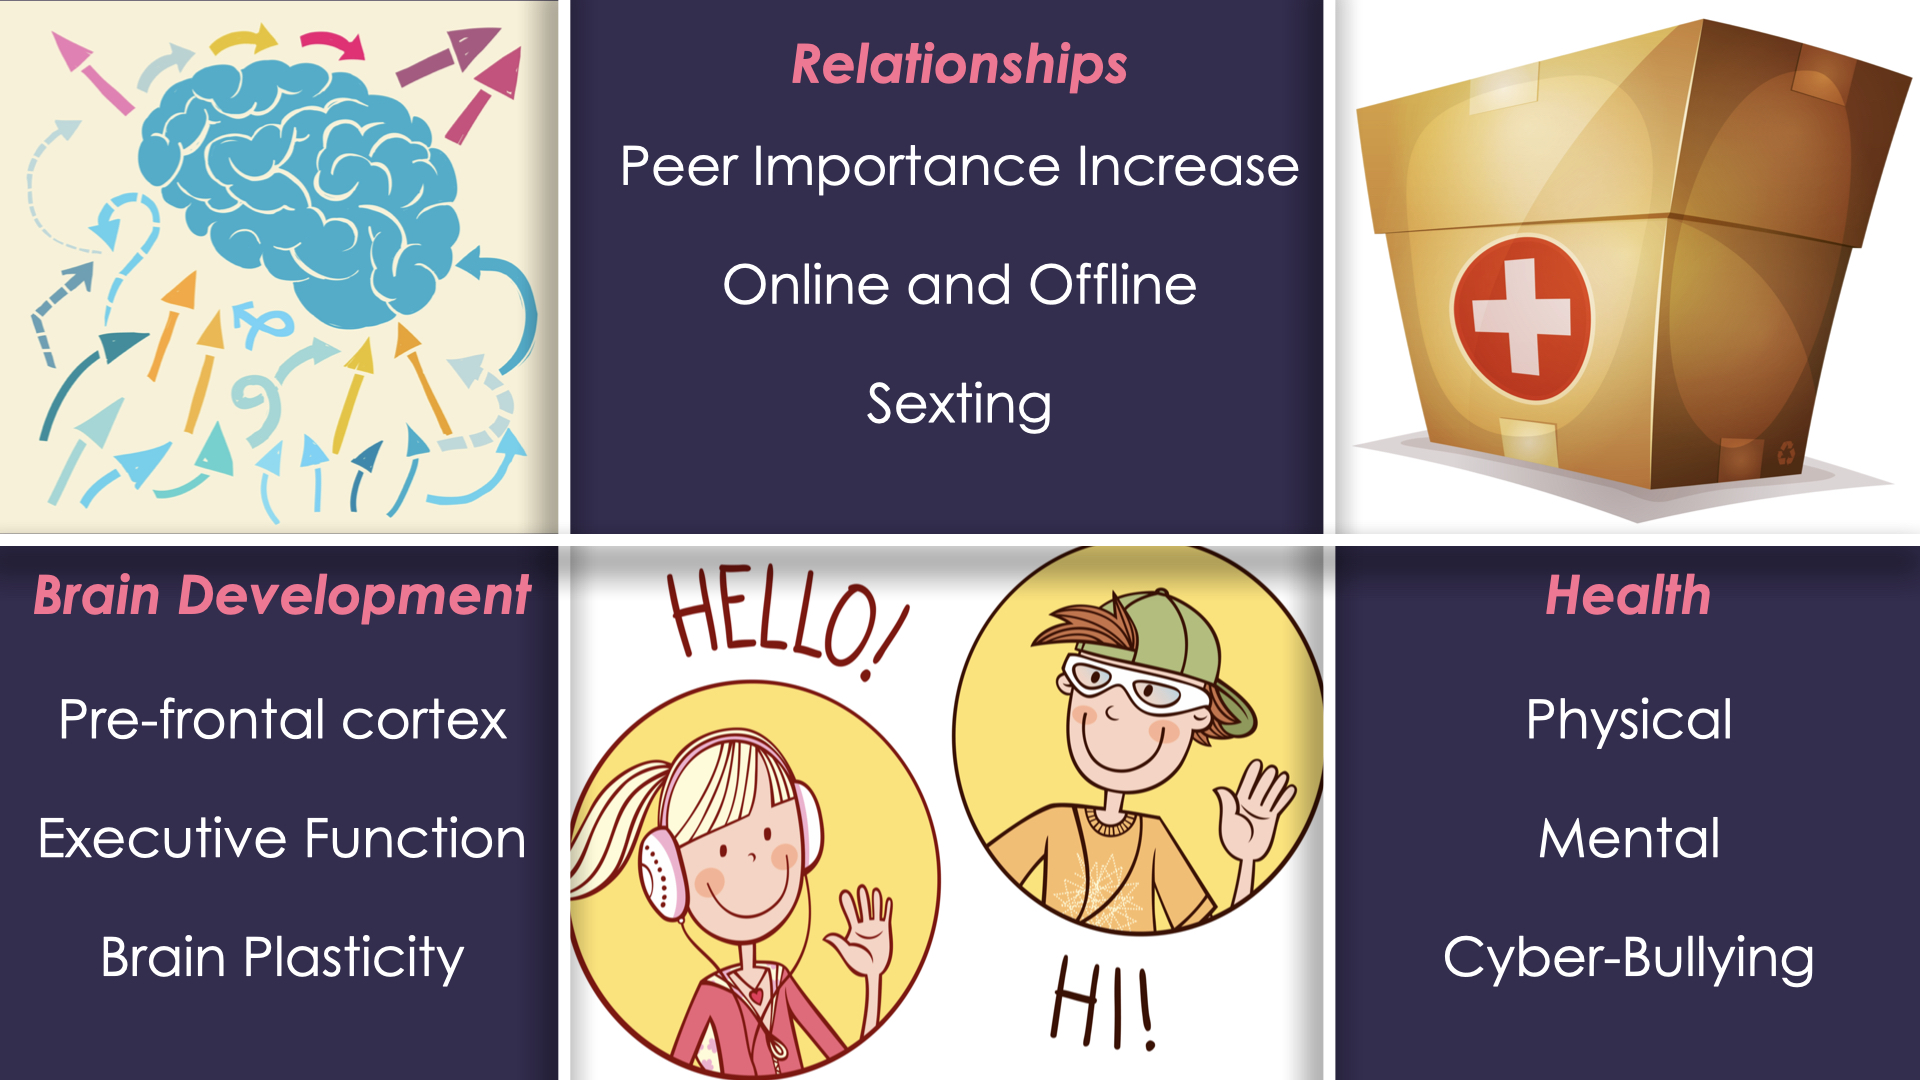 Relationships
Peer Importance Increase
Online and Offline
Sexting
Brain Development
Pre-frontal cortex
Executive Function
Brain Plasticity
HELLO!
HI!
Health
Physical
Mental
Cyber-Bullying